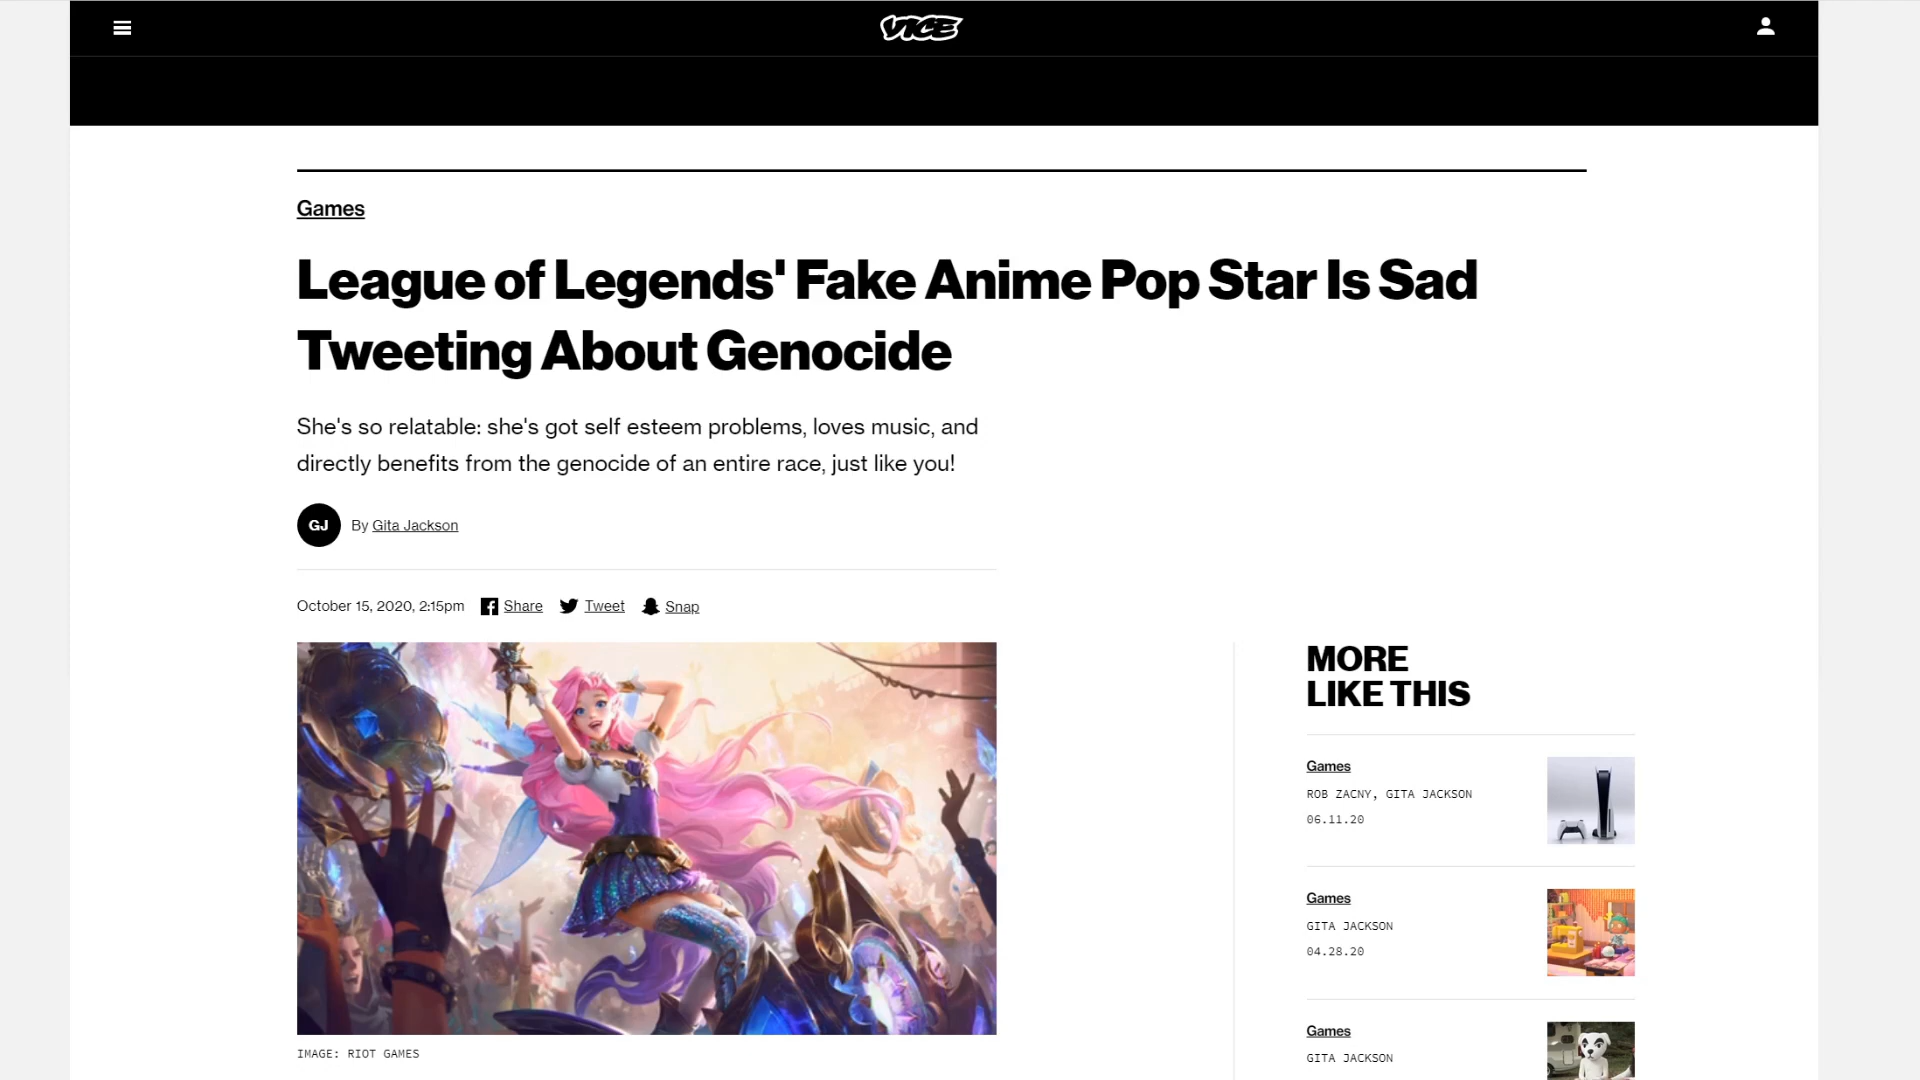 VICE
Games
League of Legends' Fake Anime Pop Star Is Sad
Tweeting About Genocide
She's so relatable: she's got self esteem problems, loves music, and
directly benefits from the genocide of an entire race, just like you!
GJ
By Gita Jackson
October 15, 2020, 2:15pm
Share
Tweet
Snap
IMAGE: RIOT GAMES
MORE
LIKE THIS
Games
ROB ZACNY, GITA JACKSON
06.11.20
Games
GITA JACKSON
04.28.20
Games
GITA JACKSON